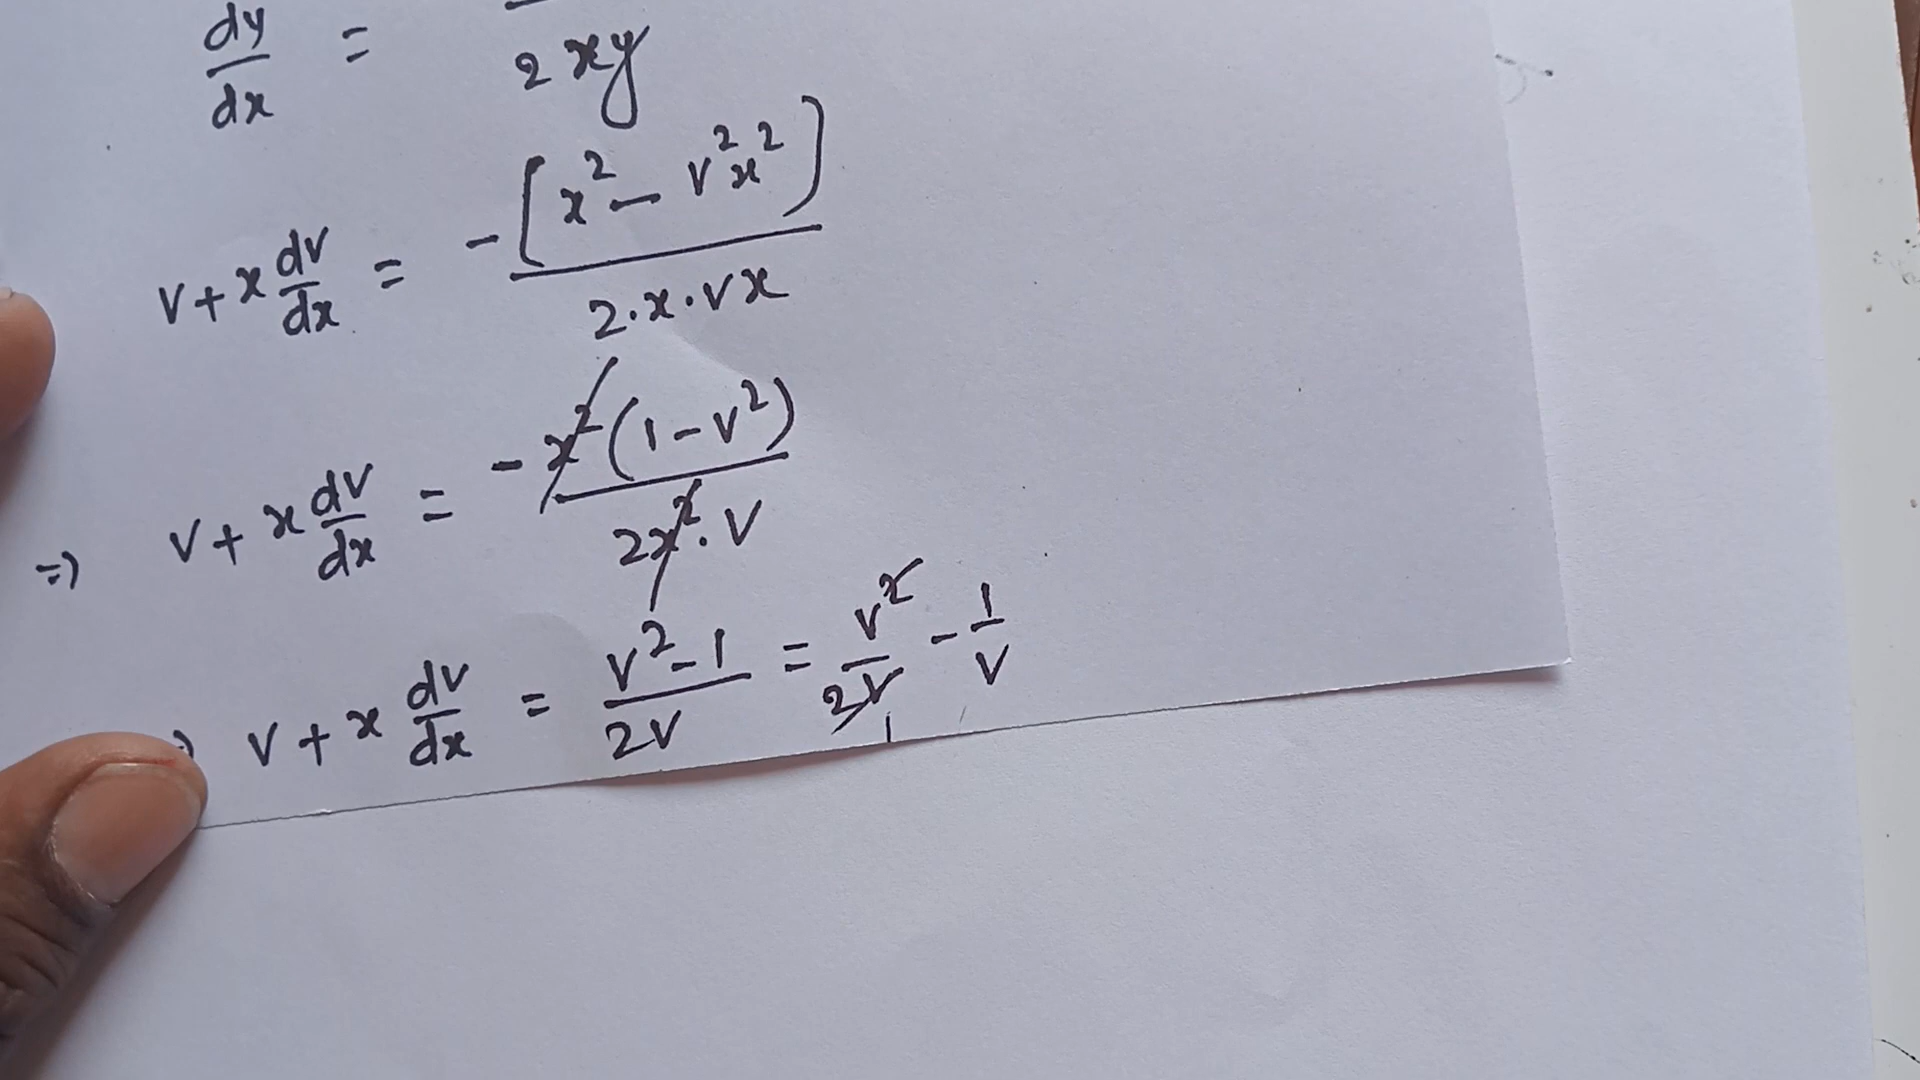 dy/dx = /2xy
v + x dv/dx = -[x² - v²x²)/2·x·vx
=) v + x dv/dx = -x²(1-v²)/2x²·v
) v + x dv/dx = v²-1/2v = v²/2v - 1/v
1